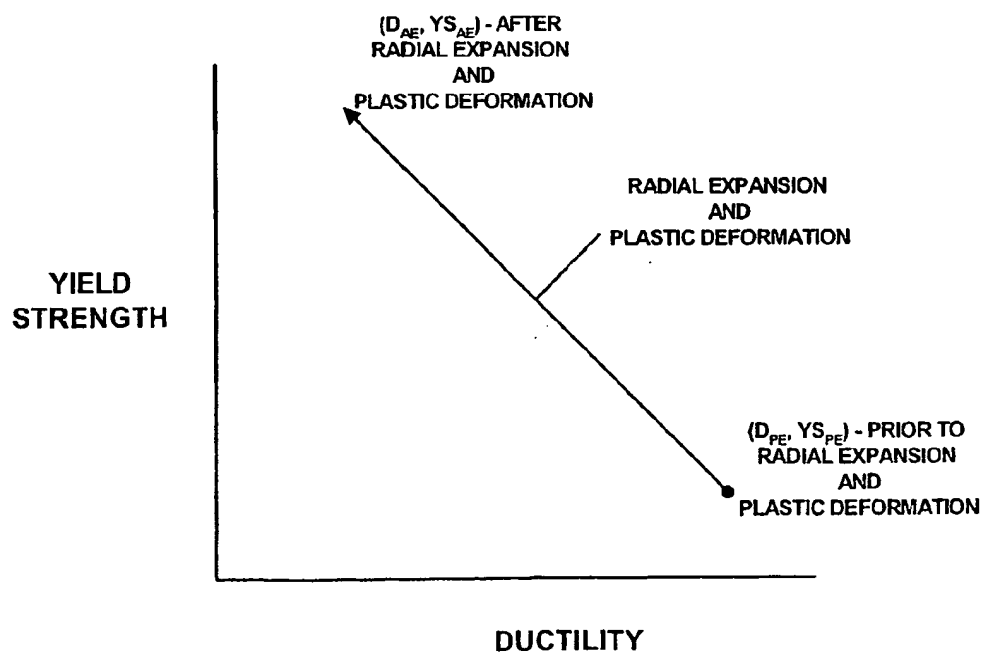 (D_AE, YS_AE) - AFTER
RADIAL EXPANSION
AND
PLASTIC DEFORMATION
RADIAL EXPANSION
AND
PLASTIC DEFORMATION
YIELD
STRENGTH
(D_PE, YS_PE) - PRIOR TO
RADIAL EXPANSION
AND
PLASTIC DEFORMATION
DUCTILITY